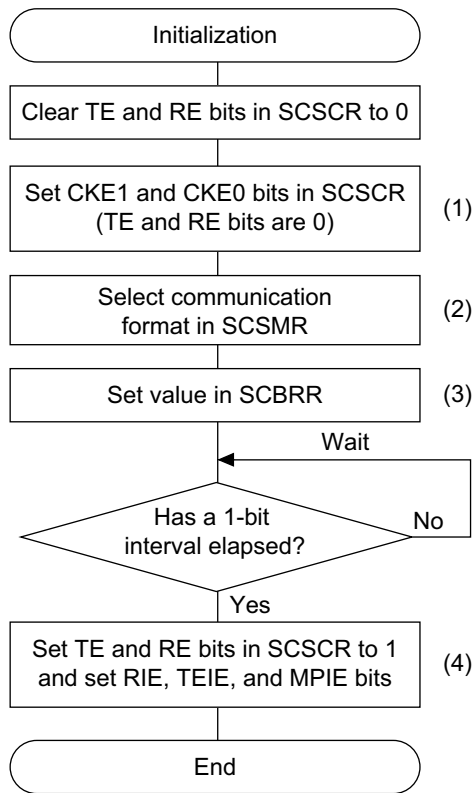 Initialization
Clear TE and RE bits in SCSCR to 0
Set CKE1 and CKE0 bits in SCSCR
(TE and RE bits are 0)
(1)
Select communication
format in SCSMR
(2)
Set value in SCBRR
(3)
Wait
Has a 1-bit
interval elapsed?
No
Yes
Set TE and RE bits in SCSCR to 1
and set RIE, TEIE, and MPIE bits
(4)
End